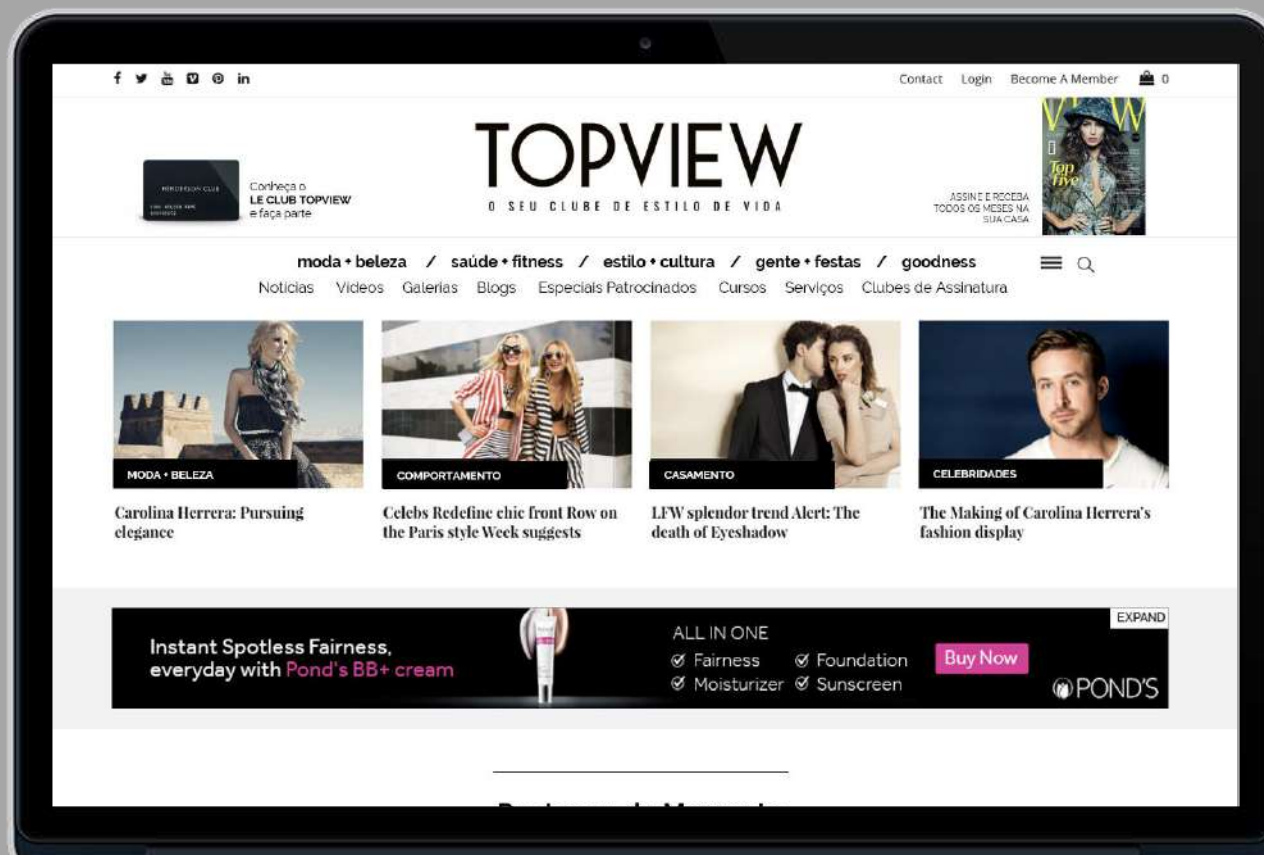 Contact Login Become A Member 0
TOPVIEW
O SEU CLUBE DE ESTILO DE VIDA
Conheça o
LE CLUB TOPVIEW
e faça parte
VIEW
Top
Five
ASSINE E RECEBA
TODOS OS MESES NA
SUA CASA
moda + beleza / saúde + fitness / estilo + cultura / gente + festas / goodness
Notícias Vídeos Galerias Blogs Especiais Patrocinados Cursos Serviços Clubes de Assinatura
MODA + BELEZA
COMPORTAMENTO
CASAMENTO
CELEBRIDADES
Carolina Herrera: Pursuing
elegance
Celebs Redefine chic front Row on
the Paris style Week suggests
LFW splendor trend Alert: The
death of Eyeshadow
The Making of Carolina Herrera's
fashion display
Instant Spotless Fairness,
everyday with Pond's BB+ cream
ALL IN ONE
Fairness Foundation
Moisturizer Sunscreen
Buy Now
EXPAND
POND'S